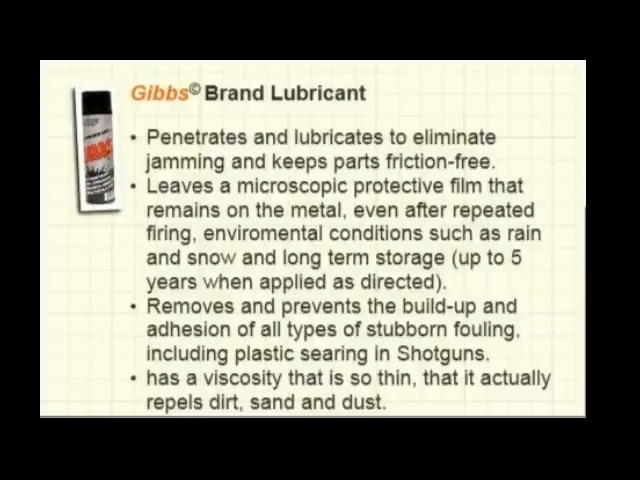 Gibbs© Brand Lubricant
• Penetrates and lubricates to eliminate
jamming and keeps parts friction-free.
• Leaves a microscopic protective film that
remains on the metal, even after repeated
firing, enviromental conditions such as rain
and snow and long term storage (up to 5
years when applied as directed).
• Removes and prevents the build-up and
adhesion of all types of stubborn fouling,
including plastic searing in Shotguns.
• has a viscosity that is so thin, that it actually
repels dirt, sand and dust.